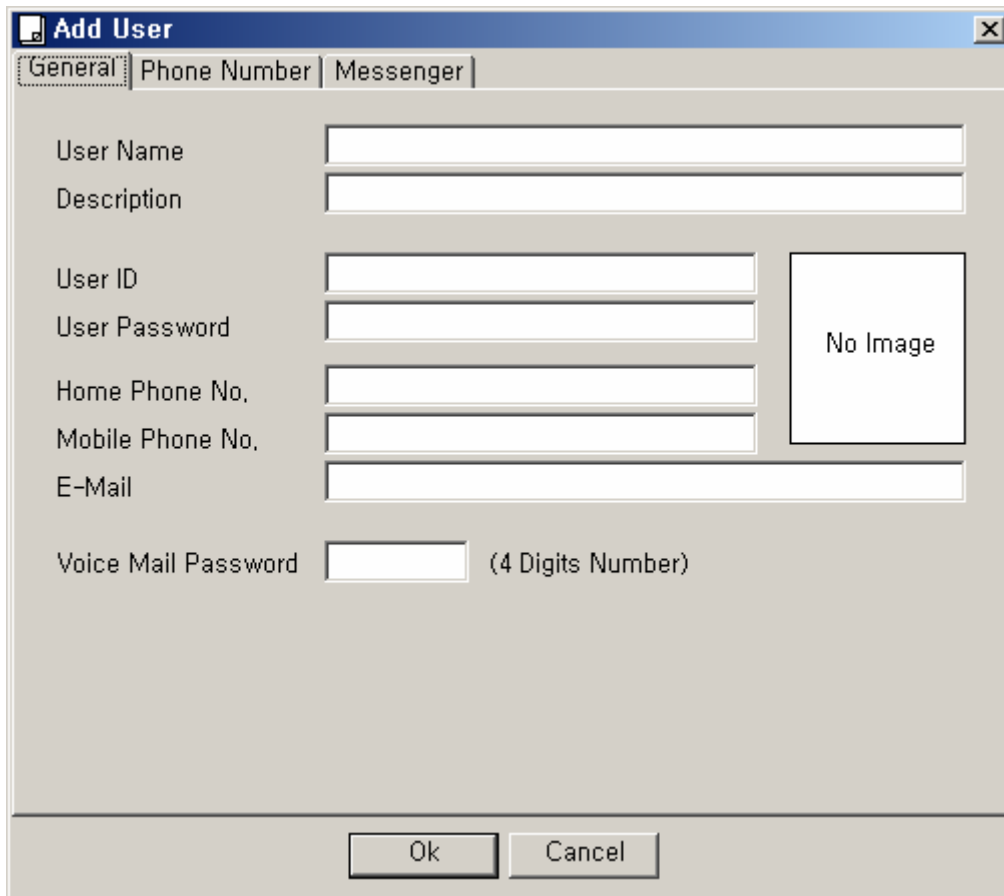 Add User
General Phone Number Messenger
User Name
Description
User ID
User Password
No Image
Home Phone No.
Mobile Phone No.
E-Mail
Voice Mail Password (4 Digits Number)
Ok Cancel